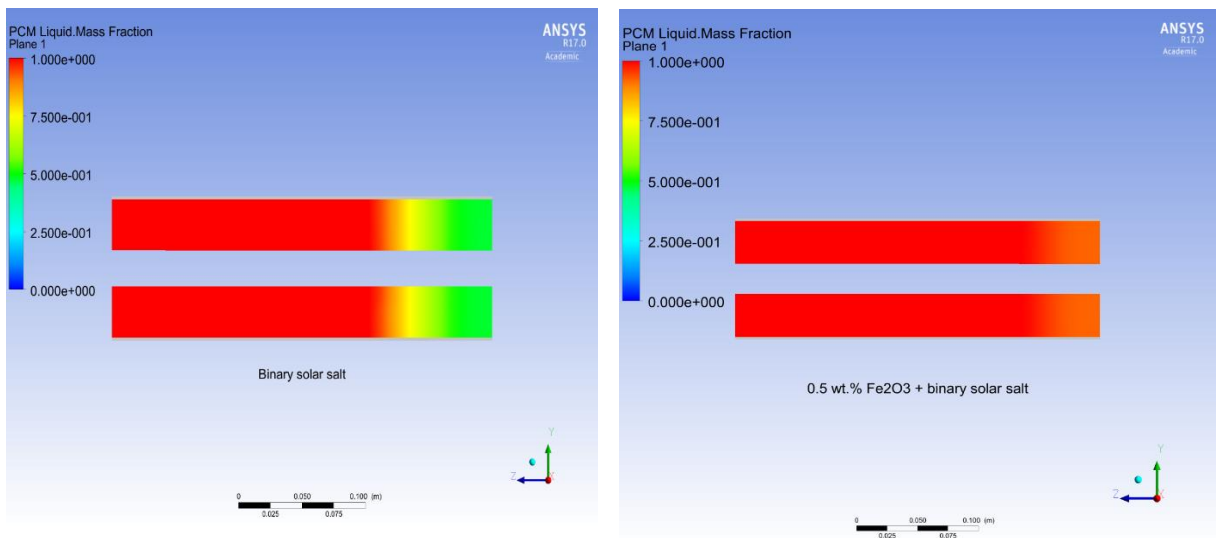 PCM Liquid.Mass Fraction
Plane 1
1.000e+000
7.500e-001
5.000e-001
2.500e-001
0.000e+000
ANSYS
R17.0
Academic
Binary solar salt
Y
Z
X
0 0.050 0.100 (m)
0.025 0.075
PCM Liquid.Mass Fraction
Plane 1
1.000e+000
7.500e-001
5.000e-001
2.500e-001
0.000e+000
ANSYS
R17.0
Academic
0.5 wt.% Fe2O3 + binary solar salt
Y
Z
X
0 0.050 0.100 (m)
0.025 0.075